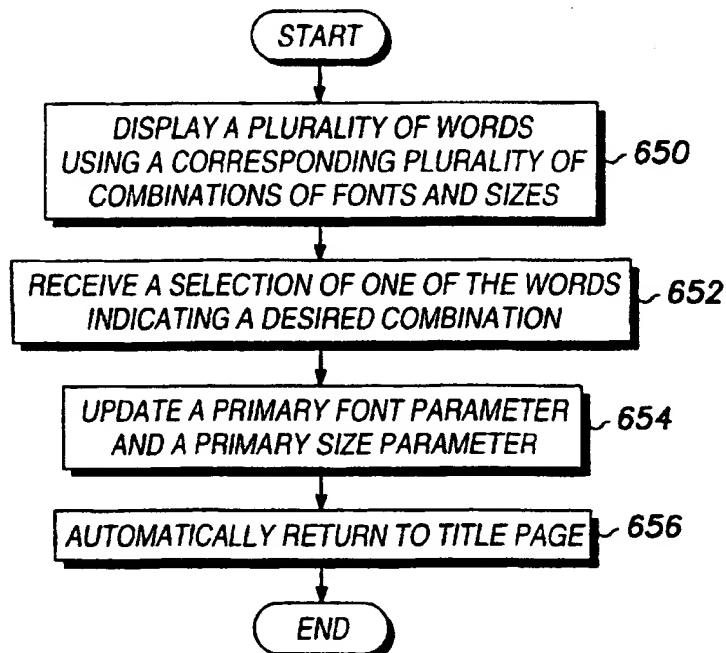 START
DISPLAY A PLURALITY OF WORDS
USING A CORRESPONDING PLURALITY OF
COMBINATIONS OF FONTS AND SIZES
650
RECEIVE A SELECTION OF ONE OF THE WORDS
INDICATING A DESIRED COMBINATION
652
UPDATE A PRIMARY FONT PARAMETER
AND A PRIMARY SIZE PARAMETER
654
AUTOMATICALLY RETURN TO TITLE PAGE
656
END